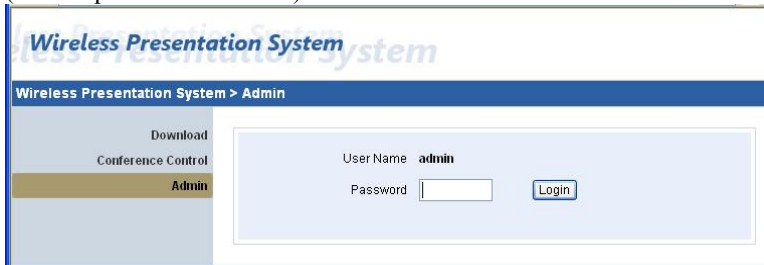 Wireless Presentation System
Wireless Presentation System > Admin
Download
Conference Control
Admin
User Name admin
Password
Login